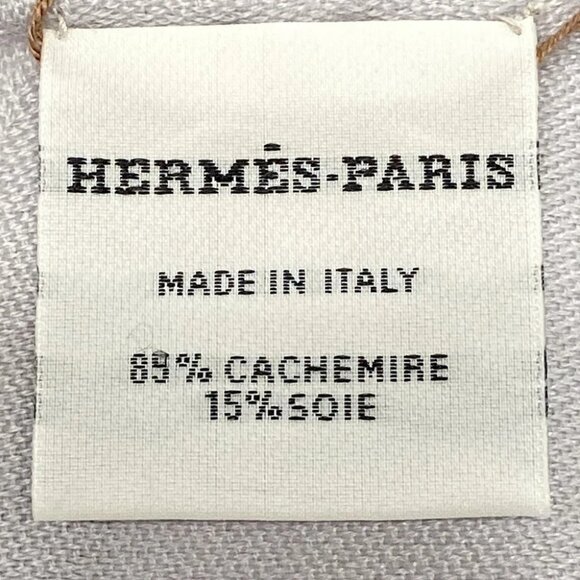 HERMÈS-PARIS
MADE IN ITALY
85% CACHEMIRE
15% SOIE